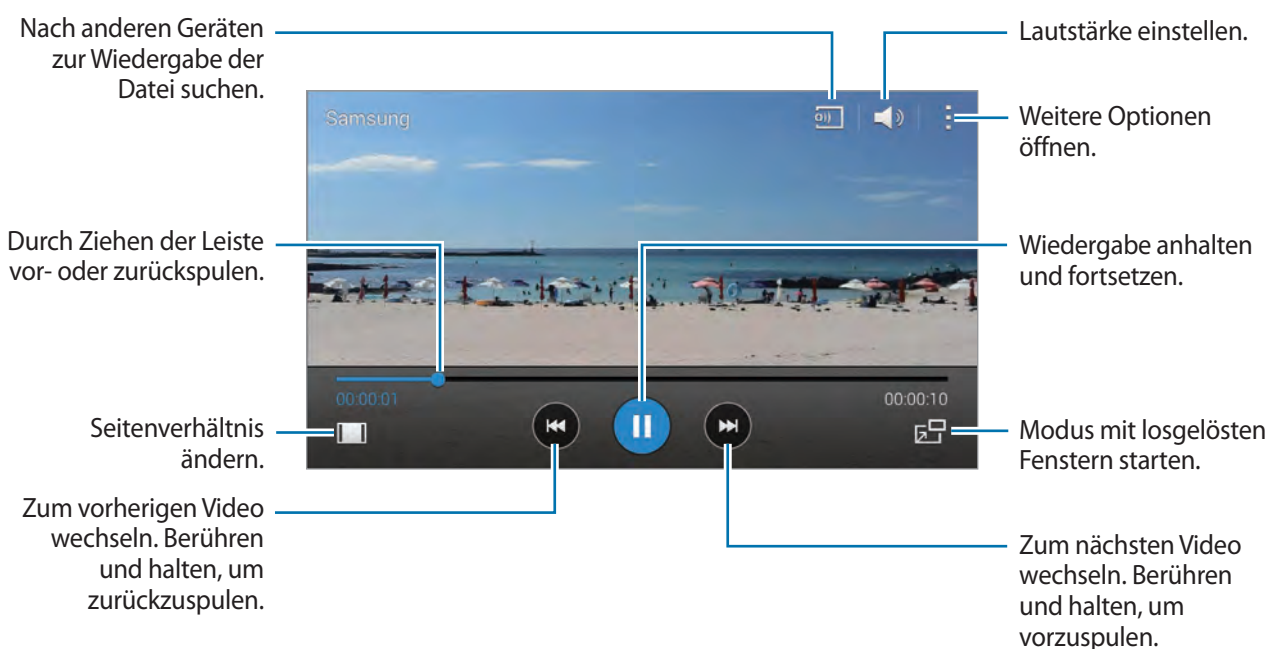 Nach anderen Geräten
zur Wiedergabe der
Datei suchen.
Lautstärke einstellen.
Samsung
Weitere Optionen
öffnen.
Durch Ziehen der Leiste
vor- oder zurückspulen.
Wiedergabe anhalten
und fortsetzen.
00:00:01
00:00:10
Seitenverhältnis
ändern.
Modus mit losgelösten
Fenstern starten.
Zum vorherigen Video
wechseln. Berühren
und halten, um
zurückzuspulen.
Zum nächsten Video
wechseln. Berühren
und halten, um
vorzuspulen.